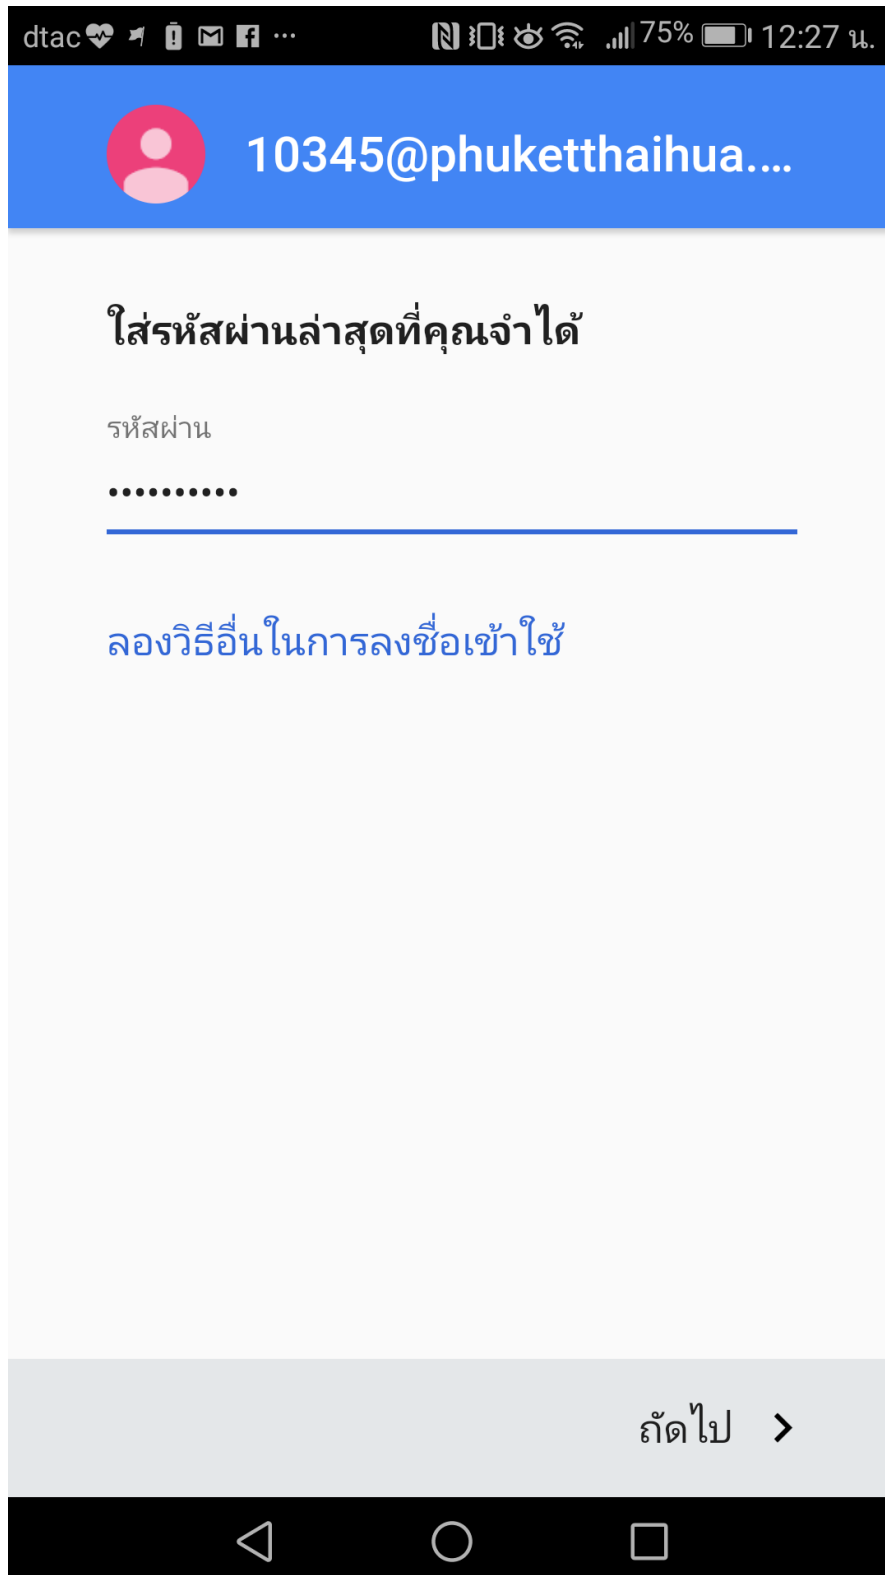 dtac ... 75% 12:27 น.
10345@phuketthaihua....
ใส่รหัสผ่านล่าสุดที่คุณจำได้
รหัสผ่าน
••••••••••
ลองวิธีอื่นในการลงชื่อเข้าใช้
ถัดไป